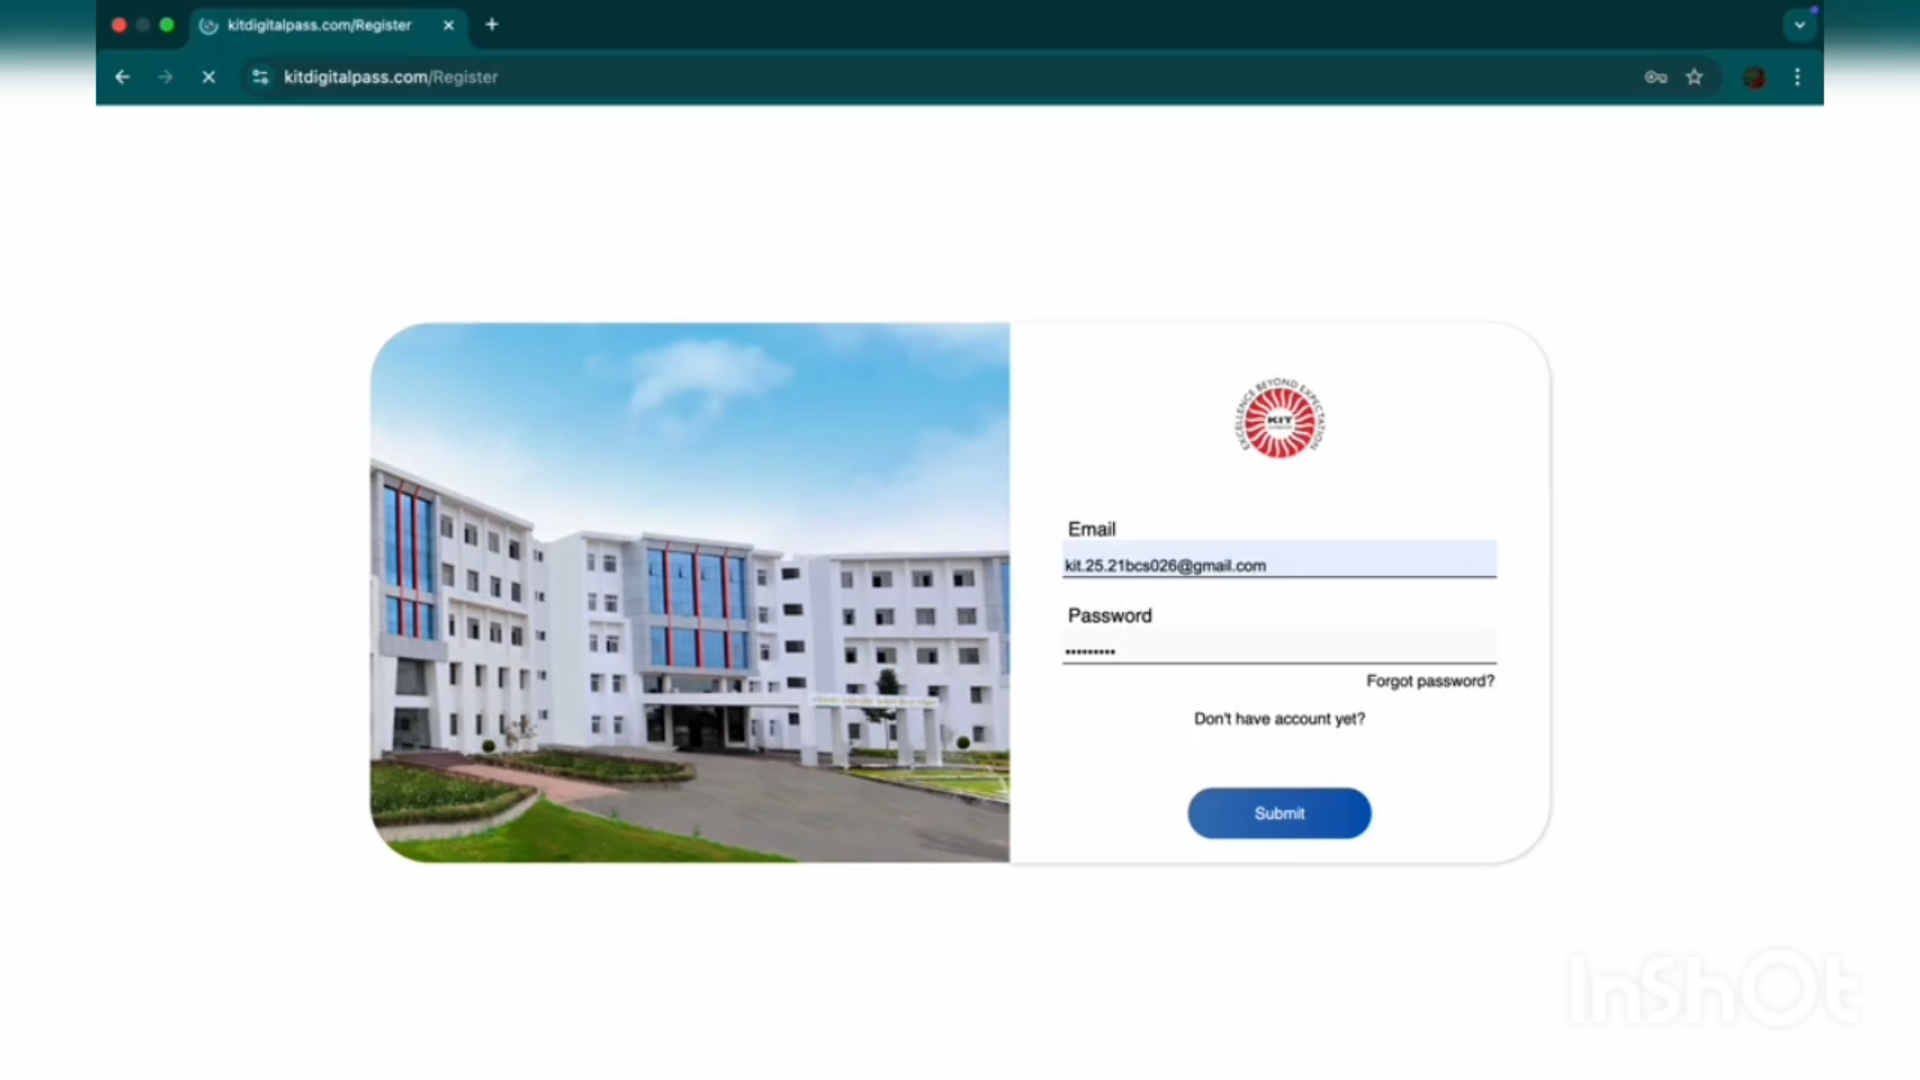 kitdigitalpass.com/Register
kitdigitalpass.com/Register
EXCELLENCE BEYOND EXPECTATION
KIT
Email
kit.25.21bcs026@gmail.com
Password
•••••••••
Forgot password?
Don't have account yet?
Submit
InShOt